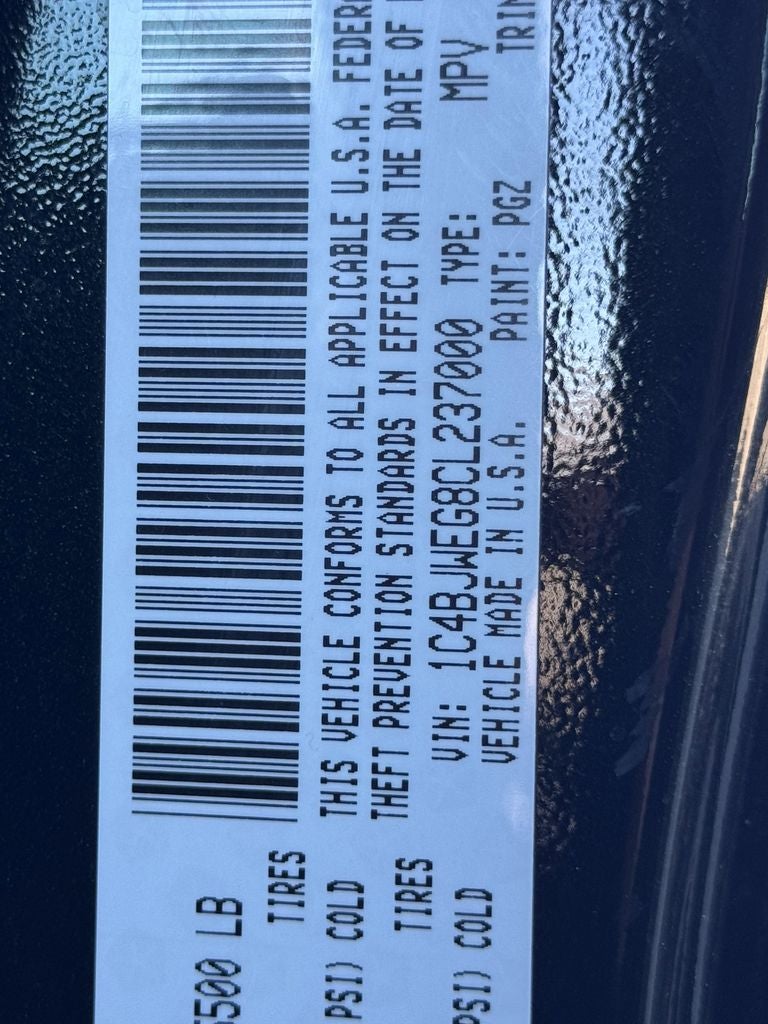 5500 LB
TIRES
PSI) COLD
TIRES
PSI) COLD
THIS VEHICLE CONFORMS TO ALL APPLICABLE U.S.A. FEDER
THEFT PREVENTION STANDARDS IN EFFECT ON THE DATE OF
VIN: 1C4BJWEG8CL237000 TYPE: MPV
VEHICLE MADE IN U.S.A. PAINT: PGZ TRIM